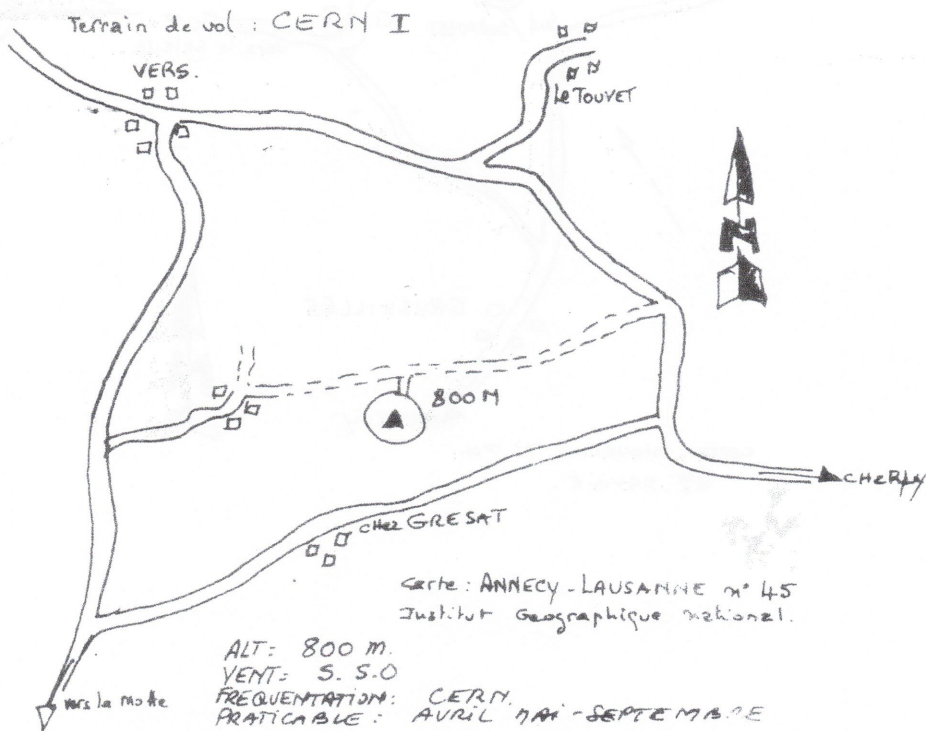 Terrain de vol : CERN I
VERS.
Le TOUVET
N
800 M
CHERLY
CHez GRESAT
Carte : ANNECY - LAUSANNE n° 45
Institut Geographique national.
ALT : 800 m.
VENT : S. S. O
FREQUENTATION : CERN.
PRATICABLE : AVRIL MAI - SEPTEMBRE
vers la Motte